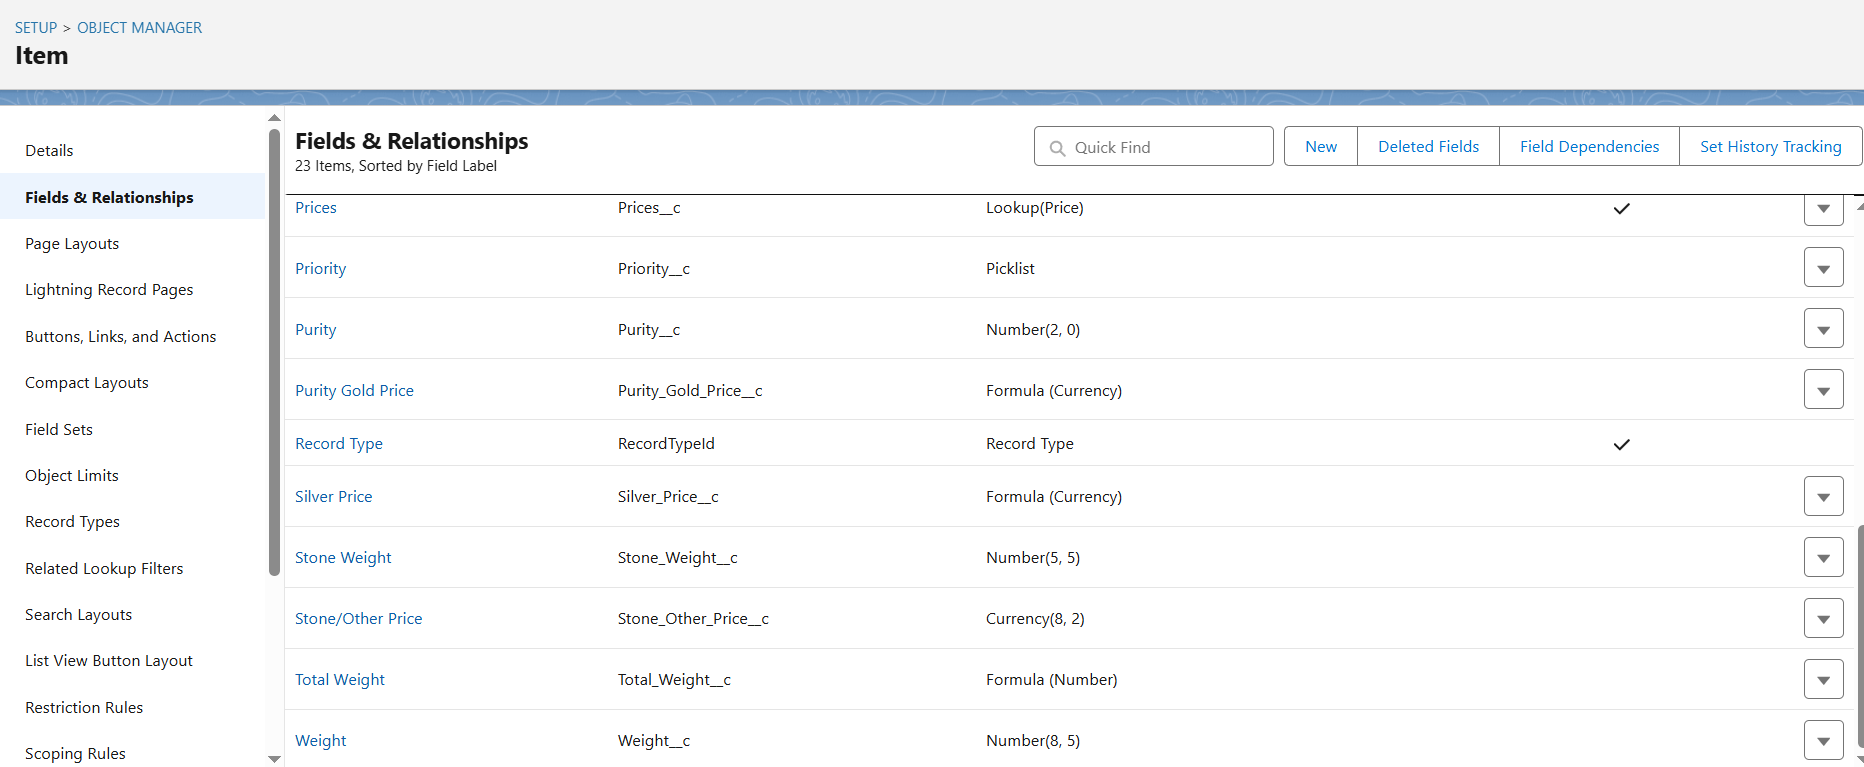 SETUP > OBJECT MANAGER
Item
Details
Fields & Relationships
Page Layouts
Lightning Record Pages
Buttons, Links, and Actions
Compact Layouts
Field Sets
Object Limits
Record Types
Related Lookup Filters
Search Layouts
List View Button Layout
Restriction Rules
Scoping Rules
Fields & Relationships
23 Items, Sorted by Field Label
Quick Find
New
Deleted Fields
Field Dependencies
Set History Tracking
Prices Prices__c Lookup(Price)
Priority Priority__c Picklist
Purity Purity__c Number(2, 0)
Purity Gold Price Purity_Gold_Price__c Formula (Currency)
Record Type RecordTypeId Record Type
Silver Price Silver_Price__c Formula (Currency)
Stone Weight Stone_Weight__c Number(5, 5)
Stone/Other Price Stone_Other_Price__c Currency(8, 2)
Total Weight Total_Weight__c Formula (Number)
Weight Weight__c Number(8, 5)